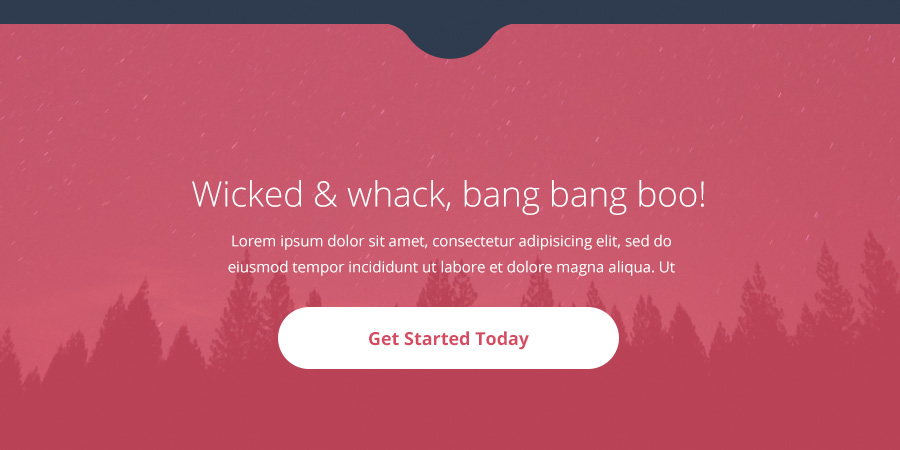 Wicked & whack, bang bang boo!
Lorem ipsum dolor sit amet, consectetur adipisicing elit, sed do
eiusmod tempor incididunt ut labore et dolore magna aliqua. Ut
Get Started Today